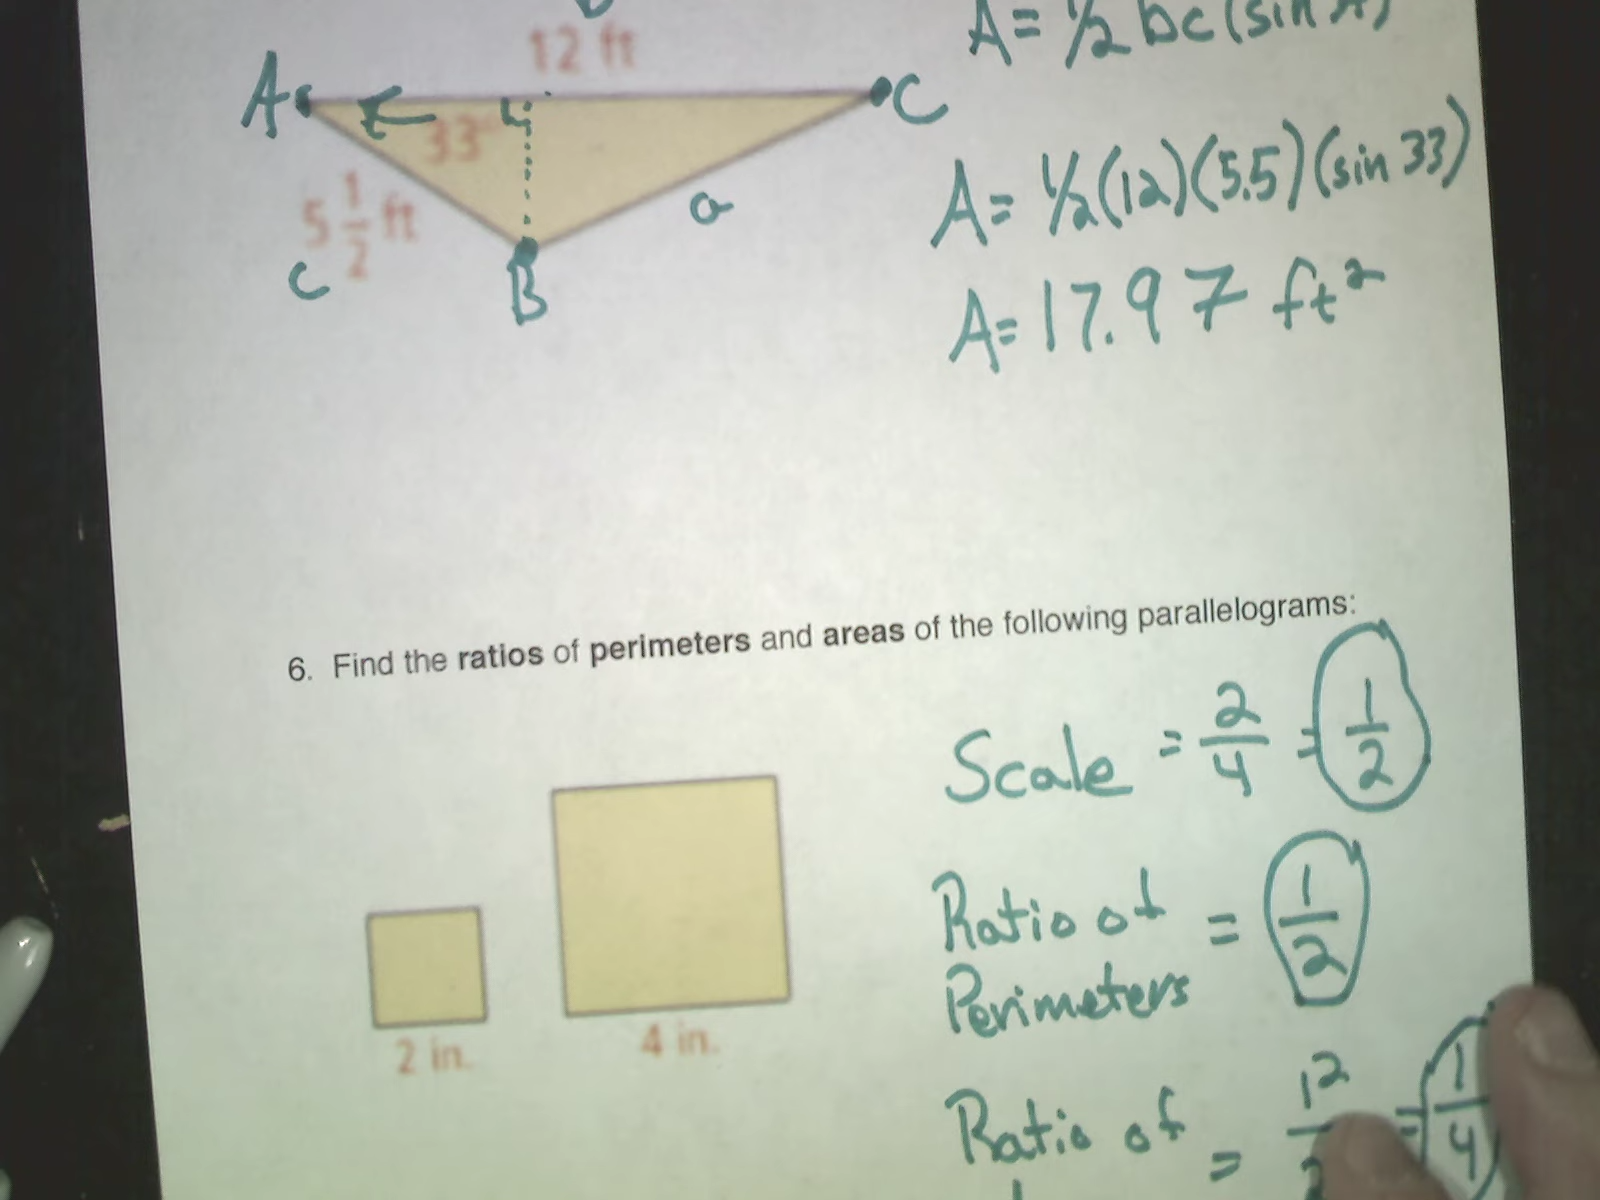 A = 1/2 bc (sin A)
12 ft
A
C
33°
A = 1/2 (12)(5.5)(sin 33)
5 1/2 ft
a
c
B
A = 17.97 ft²
6. Find the ratios of perimeters and areas of the following parallelograms:
Scale = 2/4 = 1/2
Ratio of
Perimeters = 1/2
2 in.
4 in.
Ratio of = 1² = 1/4